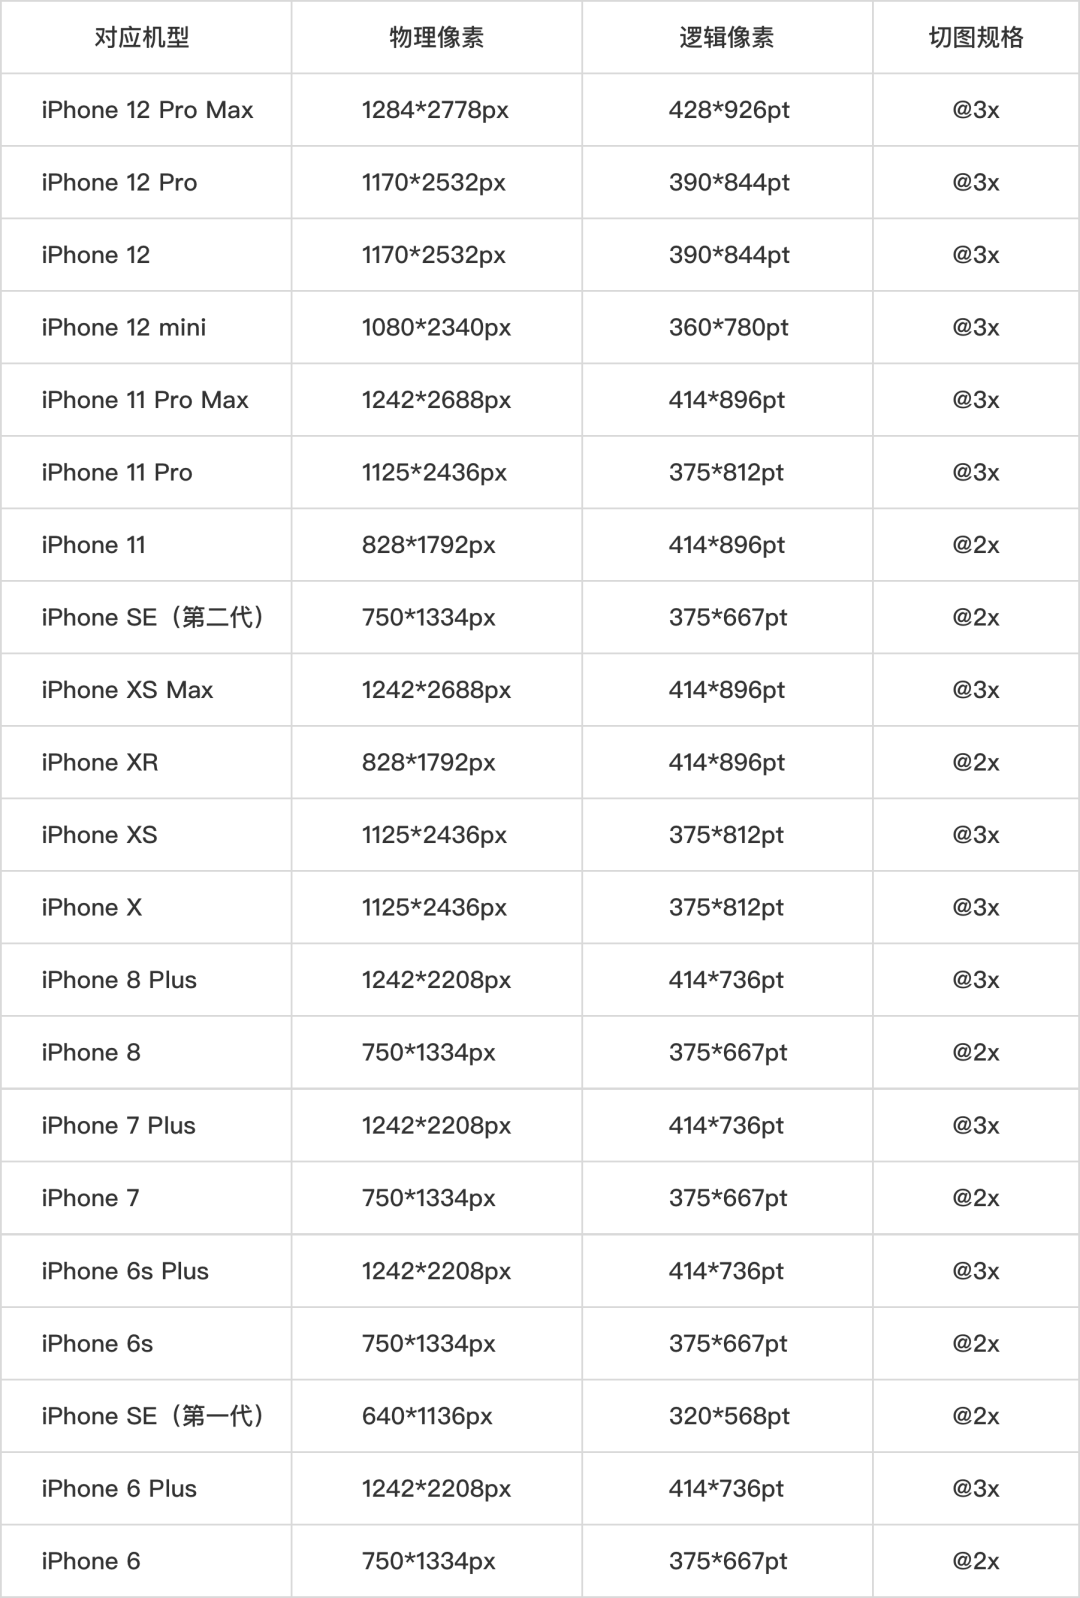 对应机型 物理像素 逻辑像素 切图规格
iPhone 12 Pro Max 1284*2778px 428*926pt @3x
iPhone 12 Pro 1170*2532px 390*844pt @3x
iPhone 12 1170*2532px 390*844pt @3x
iPhone 12 mini 1080*2340px 360*780pt @3x
iPhone 11 Pro Max 1242*2688px 414*896pt @3x
iPhone 11 Pro 1125*2436px 375*812pt @3x
iPhone 11 828*1792px 414*896pt @2x
iPhone SE（第二代） 750*1334px 375*667pt @2x
iPhone XS Max 1242*2688px 414*896pt @3x
iPhone XR 828*1792px 414*896pt @2x
iPhone XS 1125*2436px 375*812pt @3x
iPhone X 1125*2436px 375*812pt @3x
iPhone 8 Plus 1242*2208px 414*736pt @3x
iPhone 8 750*1334px 375*667pt @2x
iPhone 7 Plus 1242*2208px 414*736pt @3x
iPhone 7 750*1334px 375*667pt @2x
iPhone 6s Plus 1242*2208px 414*736pt @3x
iPhone 6s 750*1334px 375*667pt @2x
iPhone SE（第一代） 640*1136px 320*568pt @2x
iPhone 6 Plus 1242*2208px 414*736pt @3x
iPhone 6 750*1334px 375*667pt @2x